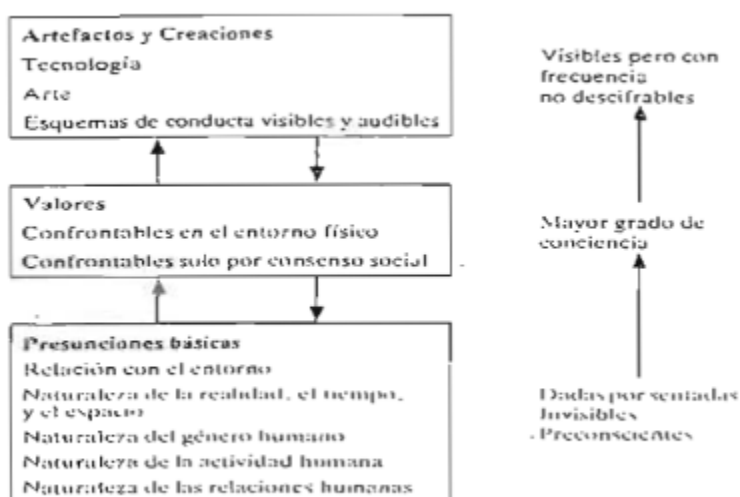 Artefactos y Creaciones
Tecnología
Arte
Esquemas de conducta visibles y audibles
Valores
Confrontables en el entorno físico
Confrontables solo por consenso social
Presunciones básicas
Relación con el entorno
Naturaleza de la realidad, el tiempo,
y el espacio
Naturaleza del género humano
Naturaleza de la actividad humana
Naturaleza de las relaciones humanas
Visibles pero con
frecuencia
no descifrables
Mayor grado de
conciencia
Dadas por sentadas
Invisibles
Preconscientes